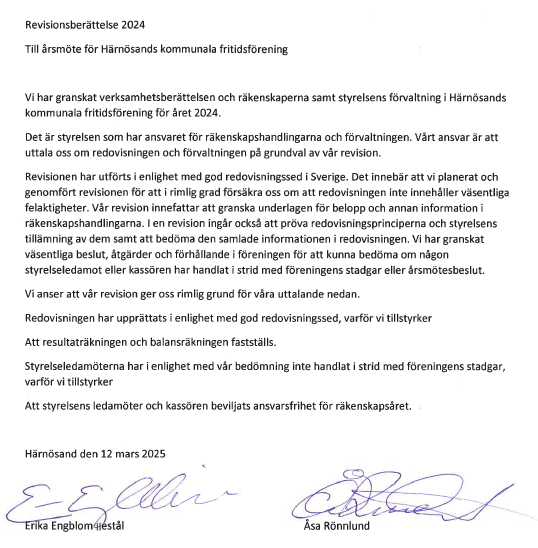 Revisionsberättelse 2024
Till årsmöte för Härnösands kommunala fritidsförening
Vi har granskat verksamhetsberättelsen och räkenskaperna samt styrelsens förvaltning i Härnösands
kommunala fritidsförening för året 2024.
Det är styrelsen som har ansvaret för räkenskapshandlingarna och förvaltningen. Vårt ansvar är att
uttala oss om redovisningen och förvaltningen på grundval av vår revision.
Revisionen har utförts i enlighet med god redovisningssed i Sverige. Det innebär att vi planerat och
genomfört revisionen för att i rimlig grad försäkra oss om att redovisningen inte innehåller väsentliga
felaktigheter. Vår revision innefattar att granska underlagen för belopp och annan information i
räkenskapshandlingarna. I en revision ingår också att pröva redovisningsprinciperna och styrelsens
tillämning av dem samt att bedöma den samlade informationen i redovisningen. Vi har granskat
väsentliga beslut, åtgärder och förhållande i föreningen för att kunna bedöma om någon
styrelseledamot eller kassören har handlat i strid med föreningens stadgar eller årsmötesbeslut.
Vi anser att vår revision ger oss rimlig grund för våra uttalande nedan.
Redovisningen har upprättats i enlighet med god redovisningssed, varför vi tillstyrker
Att resultaträkningen och balansräkningen fastställs.
Styrelseledamöterna har i enlighet med vår bedömning inte handlat i strid med föreningens stadgar,
varför vi tillstyrker
Att styrelsens ledamöter och kassören beviljats ansvarsfrihet för räkenskapsåret.
Härnösand den 12 mars 2025
Erika Engblom Åsa Rönnlund